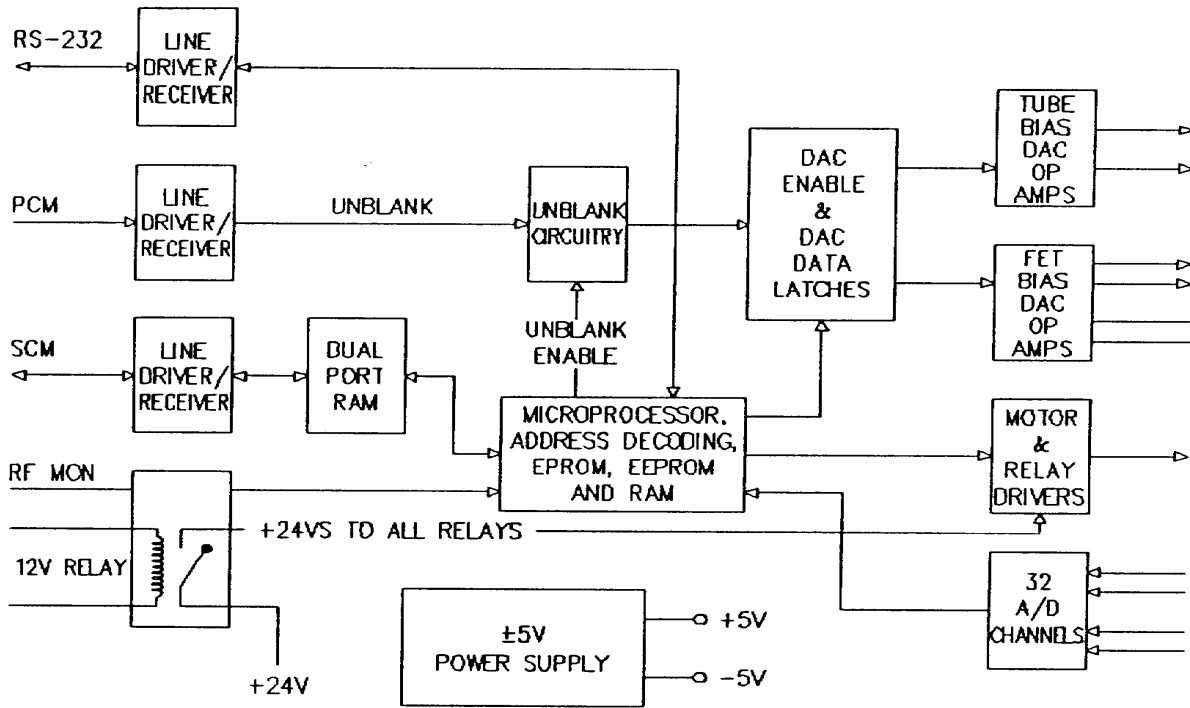 RS-232
LINE
DRIVER/
RECEIVER
TUBE
BIAS
DAC
OP
AMPS
DAC
ENABLE
&
DAC
DATA
LATCHES
PCM
LINE
DRIVER/
RECEIVER
UNBLANK
UNBLANK
CIRCUITRY
FET
BIAS
DAC
OP
AMPS
UNBLANK
ENABLE
SCM
LINE
DRIVER/
RECEIVER
DUAL
PORT
RAM
MICROPROCESSOR,
ADDRESS DECODING,
EPROM, EEPROM
AND RAM
MOTOR
&
RELAY
DRIVERS
RF MON
+24VS TO ALL RELAYS
12V RELAY
+24V
±5V
POWER SUPPLY
+5V
-5V
32
A/D
CHANNELS